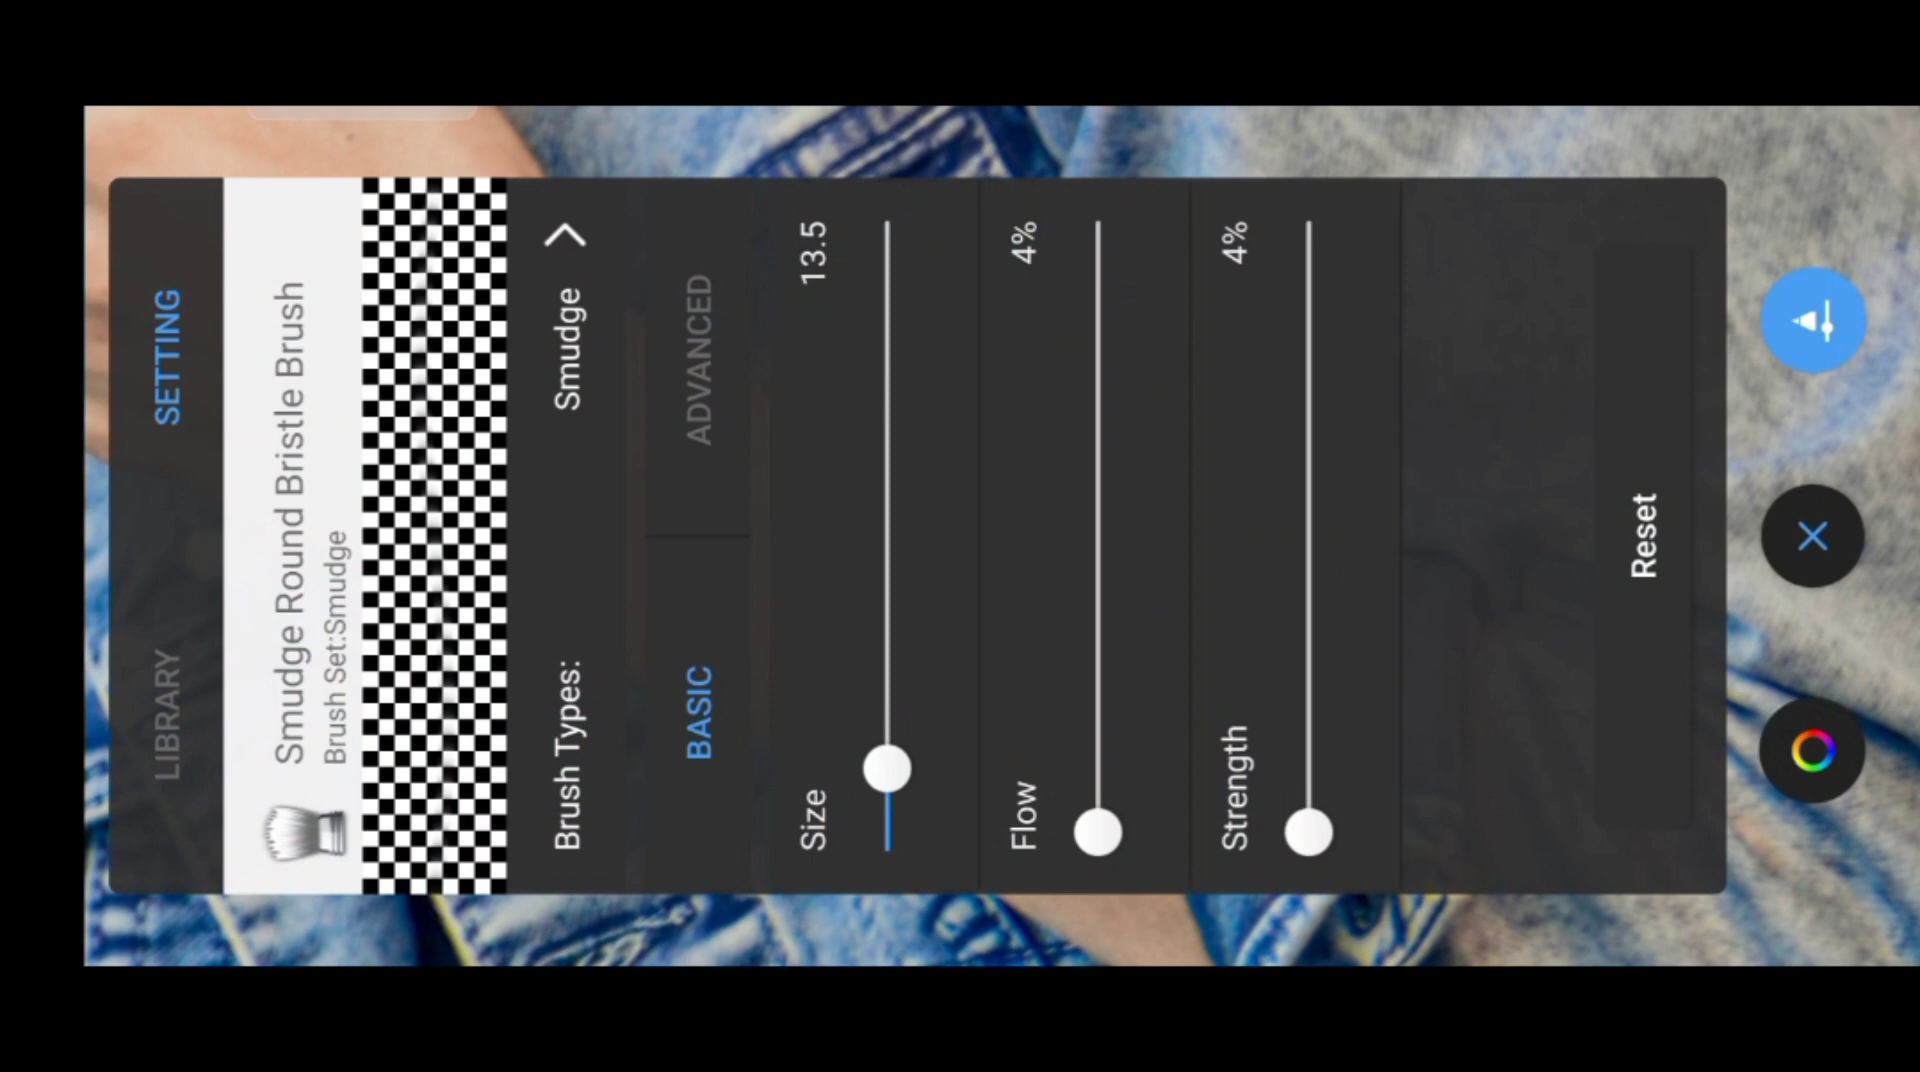 LIBRARY SETTING
Smudge Round Bristle Brush
Brush Set:Smudge
Brush Types: Smudge
BASIC ADVANCED
Size 13.5
Flow 4%
Strength 4%
Reset